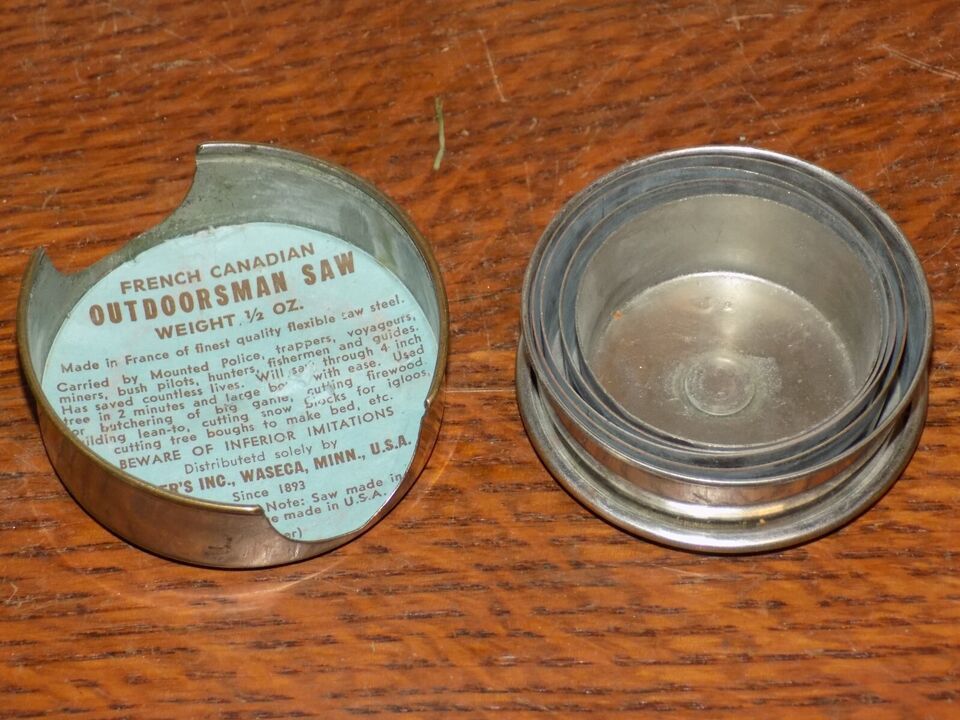 FRENCH CANADIAN
OUTDOORSMAN SAW
WEIGHT ½ OZ.
Made in France of finest quality flexible saw steel.
Carried by Mounted Police, trappers, voyageurs,
miners, bush pilots, hunters, fishermen and guides.
Has saved countless lives. Will saw through 4 inch
tree in 2 minutes and large bone with ease. Used
or butchering of big game, cutting firewood
ilding lean-to, cutting snow blocks for igloos,
cutting tree boughs to make bed, etc.
BEWARE OF INFERIOR IMITATIONS
Distributetd solely by
ER'S INC., WASECA, MINN., U.S.A.
Since 1893
Note: Saw made in
e made in U.S.A.
er)